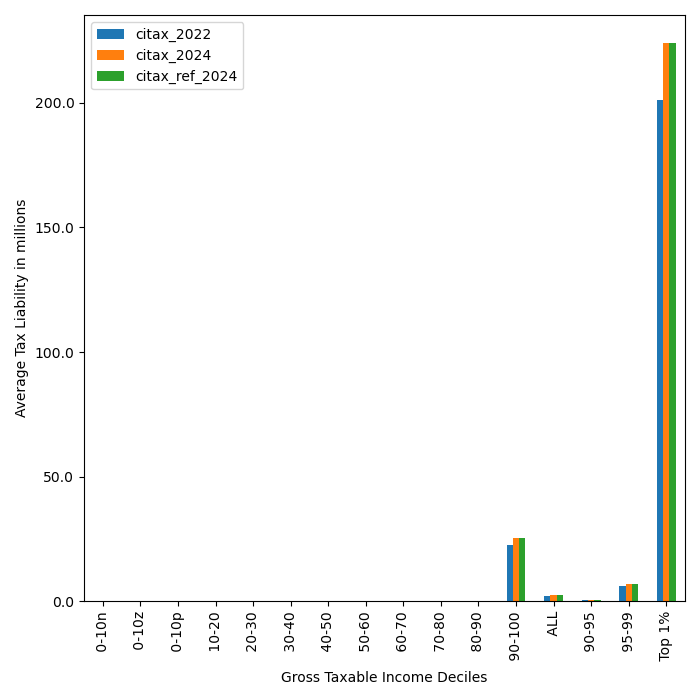 citax_2022
citax_2024
citax_ref_2024
Average Tax Liability in millions
200.0
150.0
100.0
50.0
0.0
0-10n
0-10z
0-10p
10-20
20-30
30-40
40-50
50-60
60-70
70-80
80-90
90-100
ALL
90-95
95-99
Top 1%
Gross Taxable Income Deciles